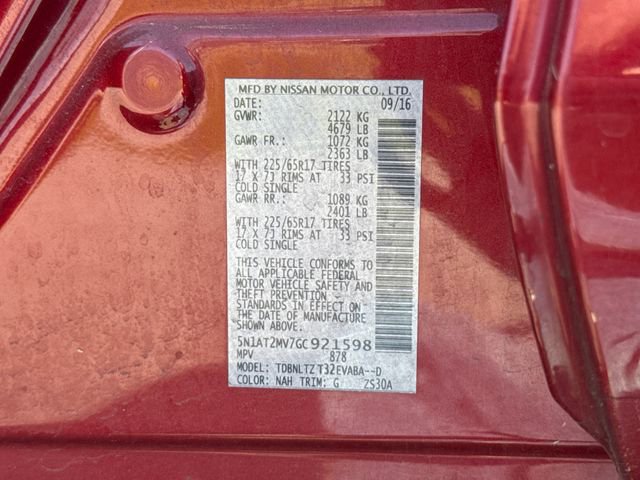 MFD BY NISSAN MOTOR CO., LTD.
DATE: 09/16
GVWR: 2122 KG
4679 LB
GAWR FR.: 1072 KG
2363 LB
WITH 225/65R17 TIRES
17 X 7J RIMS AT 33 PSI
COLD SINGLE
GAWR RR.: 1089 KG
2401 LB
WITH 225/65R17 TIRES
17 X 7J RIMS AT 33 PSI
COLD SINGLE
THIS VEHICLE CONFORMS TO
ALL APPLICABLE FEDERAL
MOTOR VEHICLE SAFETY AND
THEFT PREVENTION
STANDARDS IN EFFECT ON
THE DATE OF MANUFACTURE
SHOWN ABOVE.
5N1AT2MV7GC921598
MPV 878
MODEL: TDBNLTZ T32EVABA--D
COLOR: NAH TRIM: G ZS30A